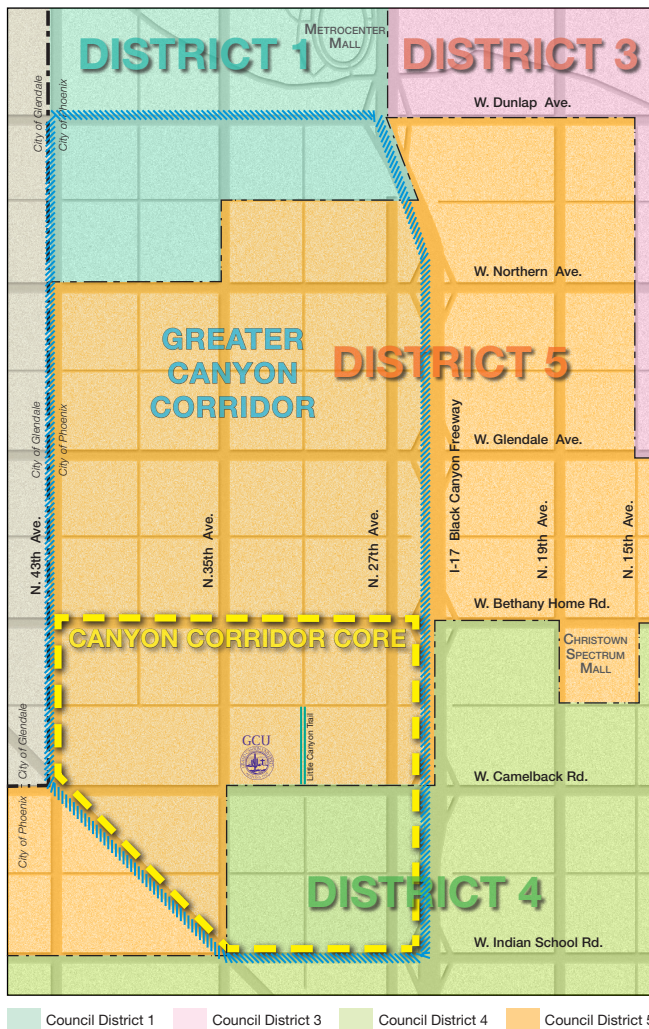 METROCENTER
MALL
DISTRICT 1
DISTRICT 3
City of Glendale
City of Phoenix
W. Dunlap Ave.
W. Northern Ave.
GREATER
CANYON
CORRIDOR
DISTRICT 5
City of Glendale
City of Phoenix
W. Glendale Ave.
N. 43th Ave.
N.35th Ave.
N. 27th Ave.
I-17 Black Canyon Freeway
N. 19th Ave.
N. 15th Ave.
W. Bethany Home Rd.
CANYON CORRIDOR CORE
CHRISTOWN
SPECTRUM
MALL
City of Glendale
City of Phoenix
GCU
Little Canyon Trail
W. Camelback Rd.
DISTRICT 4
W. Indian School Rd.
Council District 1
Council District 3
Council District 4
Council District 5